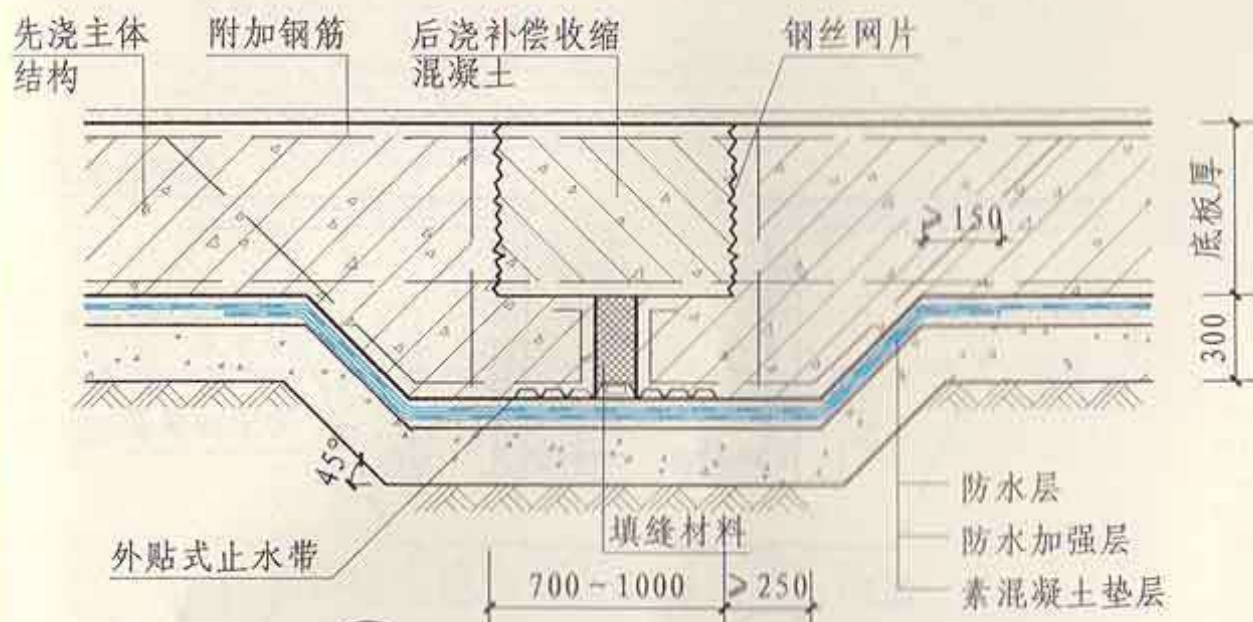 先浇主体
结构
附加钢筋
后浇补偿收缩
混凝土
钢丝网片
底板厚
⩾150
300
45°
防水层
防水加强层
素混凝土垫层
外贴式止水带
填缝材料
700~1000
⩾250